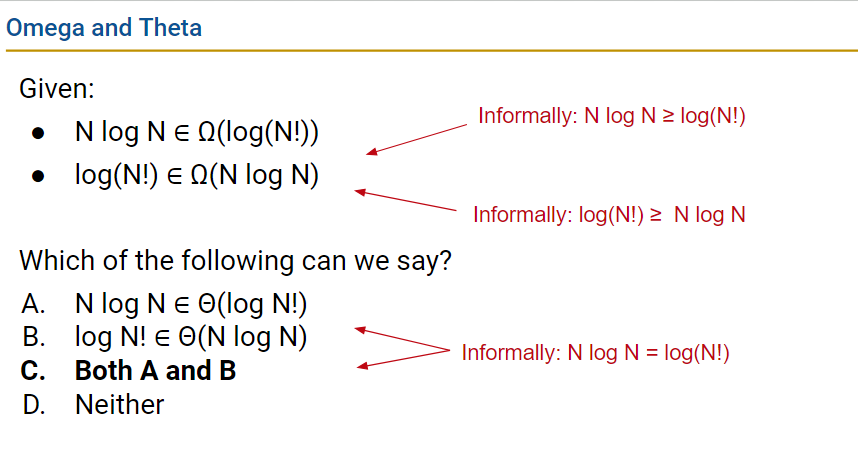 Omega and Theta
Given:
● N log N ∈ Ω(log(N!))
Informally: N log N ≥ log(N!)
● log(N!) ∈ Ω(N log N)
Informally: log(N!) ≥ N log N
Which of the following can we say?
A. N log N ∈ Θ(log N!)
B. log N! ∈ Θ(N log N)
Informally: N log N = log(N!)
C. Both A and B
D. Neither